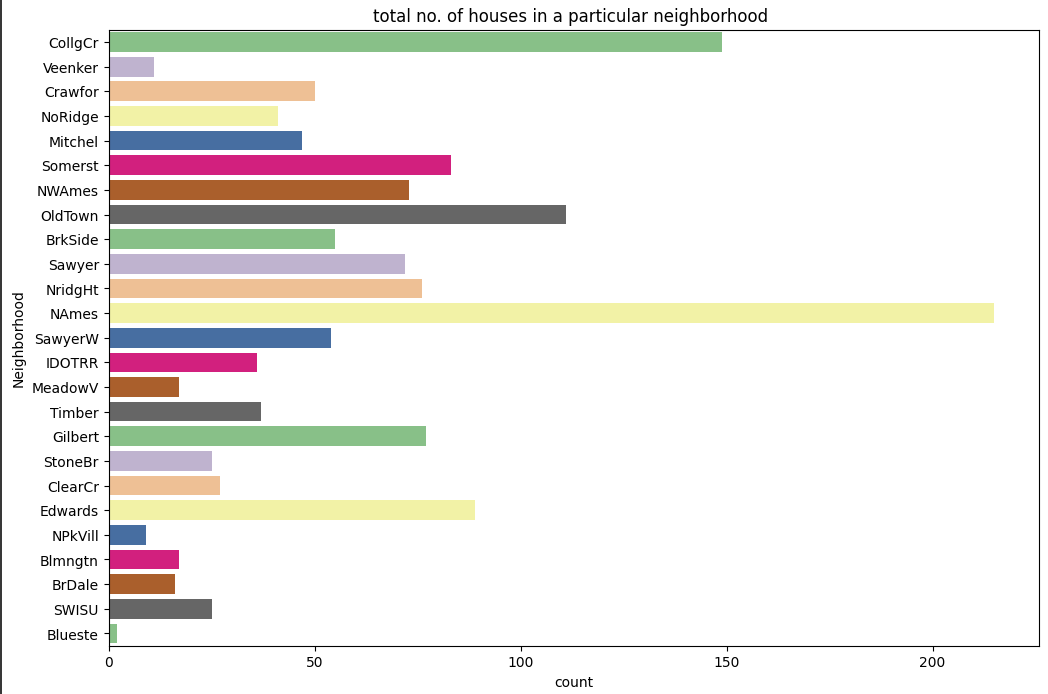 total no. of houses in a particular neighborhood
Neighborhood
CollgCr
Veenker
Crawfor
NoRidge
Mitchel
Somerst
NWAmes
OldTown
BrkSide
Sawyer
NridgHt
NAmes
SawyerW
IDOTRR
MeadowV
Timber
Gilbert
StoneBr
ClearCr
Edwards
NPkVill
Blmngtn
BrDale
SWISU
Blueste
0 50 100 150 200
count